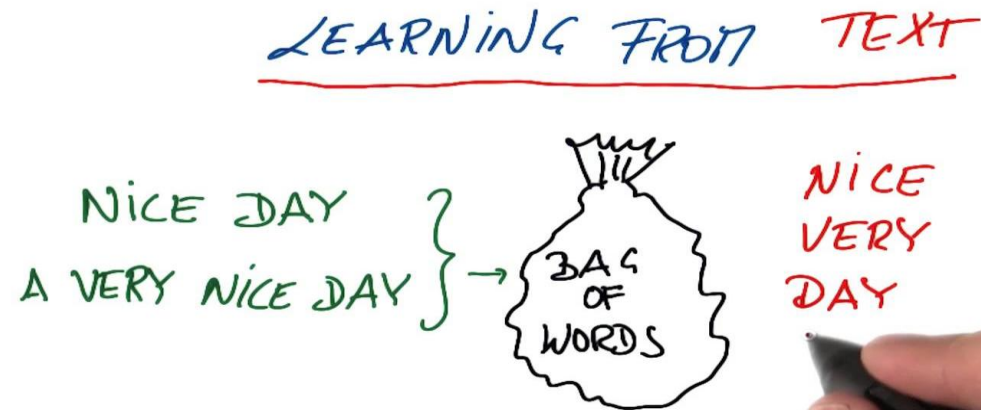 LEARNING FROM TEXT
NICE DAY
A VERY NICE DAY
BAG
OF
WORDS
NICE
VERY
DAY